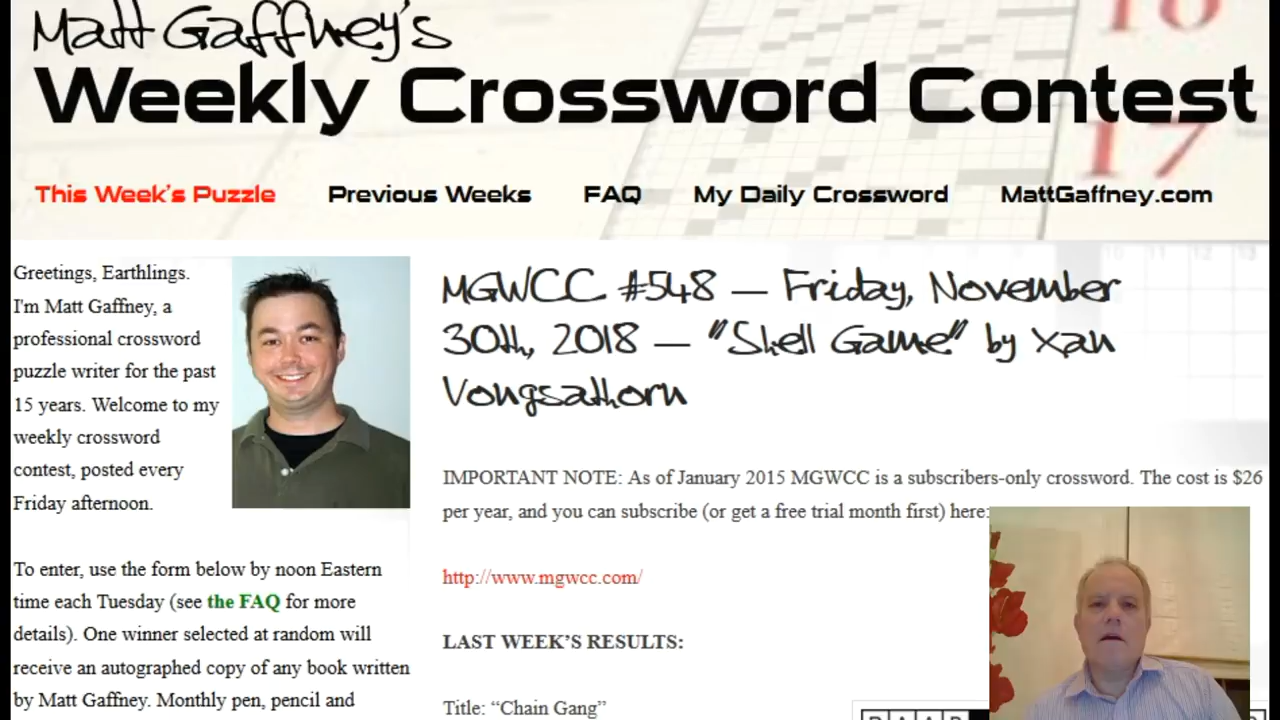 Matt Gaffney's
Weekly Crossword Contest
16
17
This Week's Puzzle
Previous Weeks
FAQ
My Daily Crossword
MattGaffney.com
Greetings, Earthlings.
I'm Matt Gaffney, a
professional crossword
puzzle writer for the past
15 years. Welcome to my
weekly crossword
contest, posted every
Friday afternoon.
To enter, use the form below by noon Eastern
time each Tuesday (see the FAQ for more
details). One winner selected at random will
receive an autographed copy of any book written
by Matt Gaffney. Monthly pen, pencil and
MGWCC #548 — Friday, November
30th, 2018 — "Shell Game" by Xan
Vongsathorn
IMPORTANT NOTE: As of January 2015 MGWCC is a subscribers-only crossword. The cost is $26
per year, and you can subscribe (or get a free trial month first) here:
http://www.mgwcc.com/
LAST WEEK'S RESULTS:
Title: “Chain Gang”